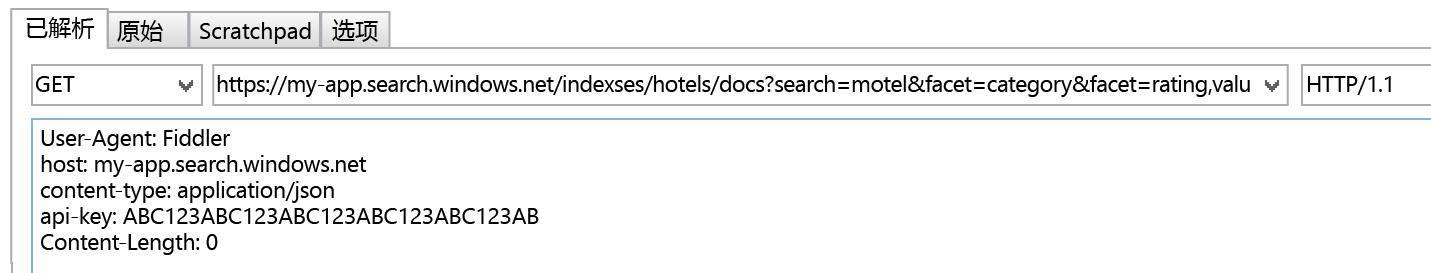 已解析 原始 Scratchpad 选项
GET https://my-app.search.windows.net/indexses/hotels/docs?search=motel&facet=category&facet=rating,valu HTTP/1.1
User-Agent: Fiddler
host: my-app.search.windows.net
content-type: application/json
api-key: ABC123ABC123ABC123ABC123ABC123AB
Content-Length: 0